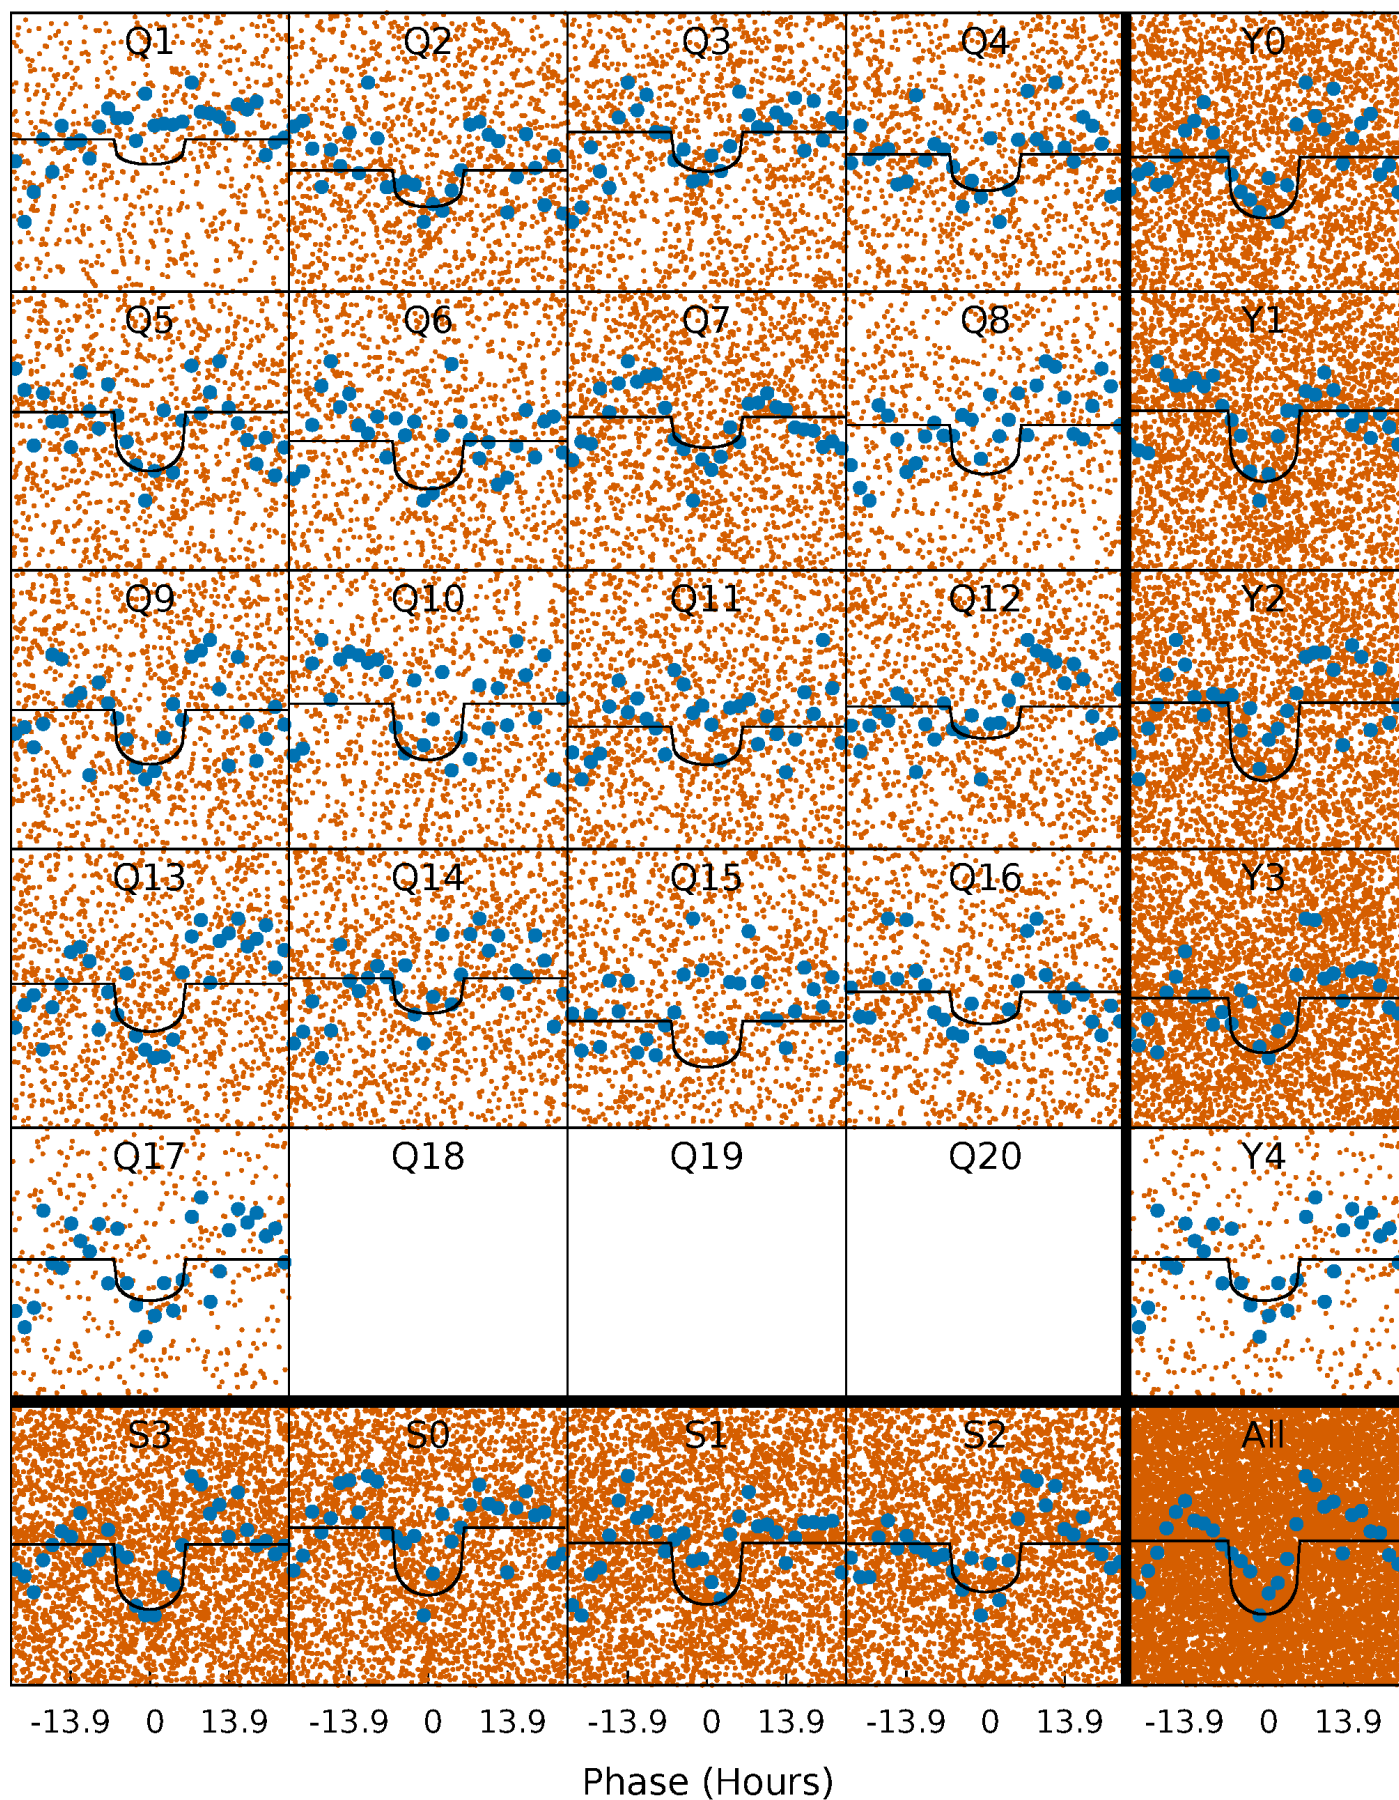 Q1 Q2 Q3 Q4 Y0
Q5 Q6 Q7 Q8 Y1
Q9 Q10 Q11 Q12 Y2
Q13 Q14 Q15 Q16 Y3
Q17 Q18 Q19 Q20 Y4
S3 S0 S1 S2 All
-13.9 0 13.9 -13.9 0 13.9 -13.9 0 13.9 -13.9 0 13.9 -13.9 0 13.9
Phase (Hours)